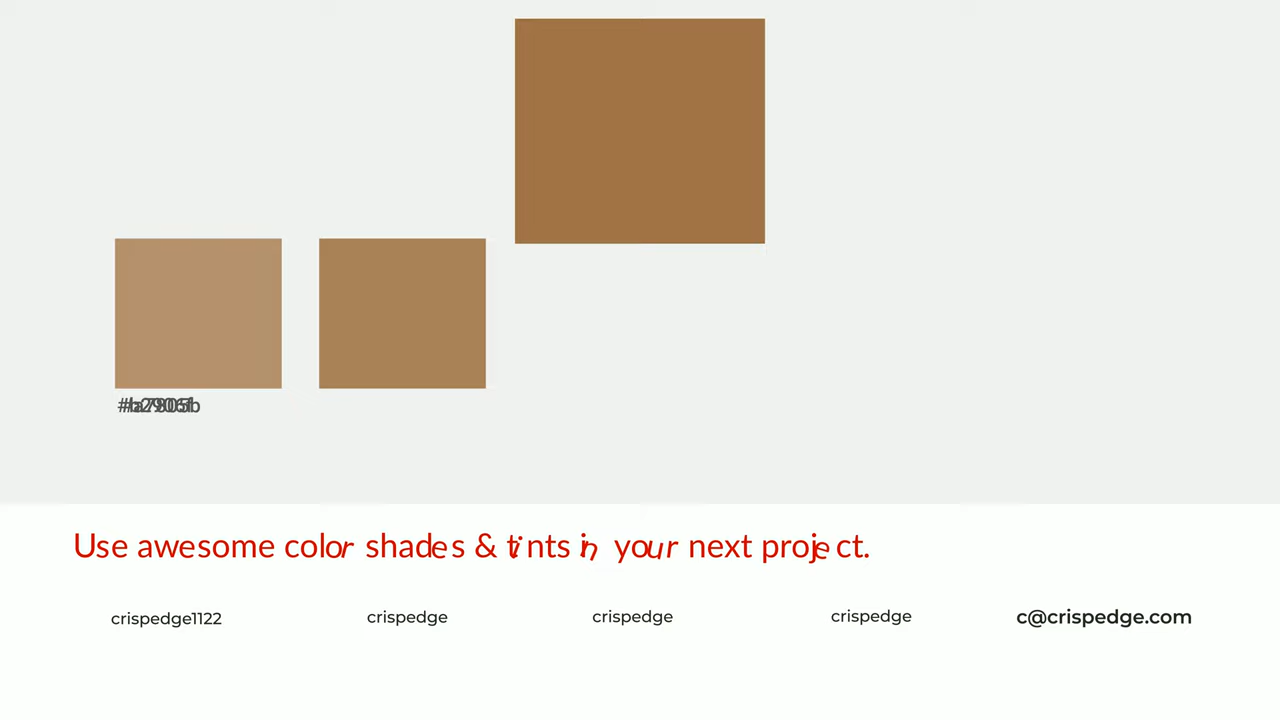 Use awesome color shades & tints in your next project.
crispedge1122 crispedge crispedge crispedge c@crispedge.com